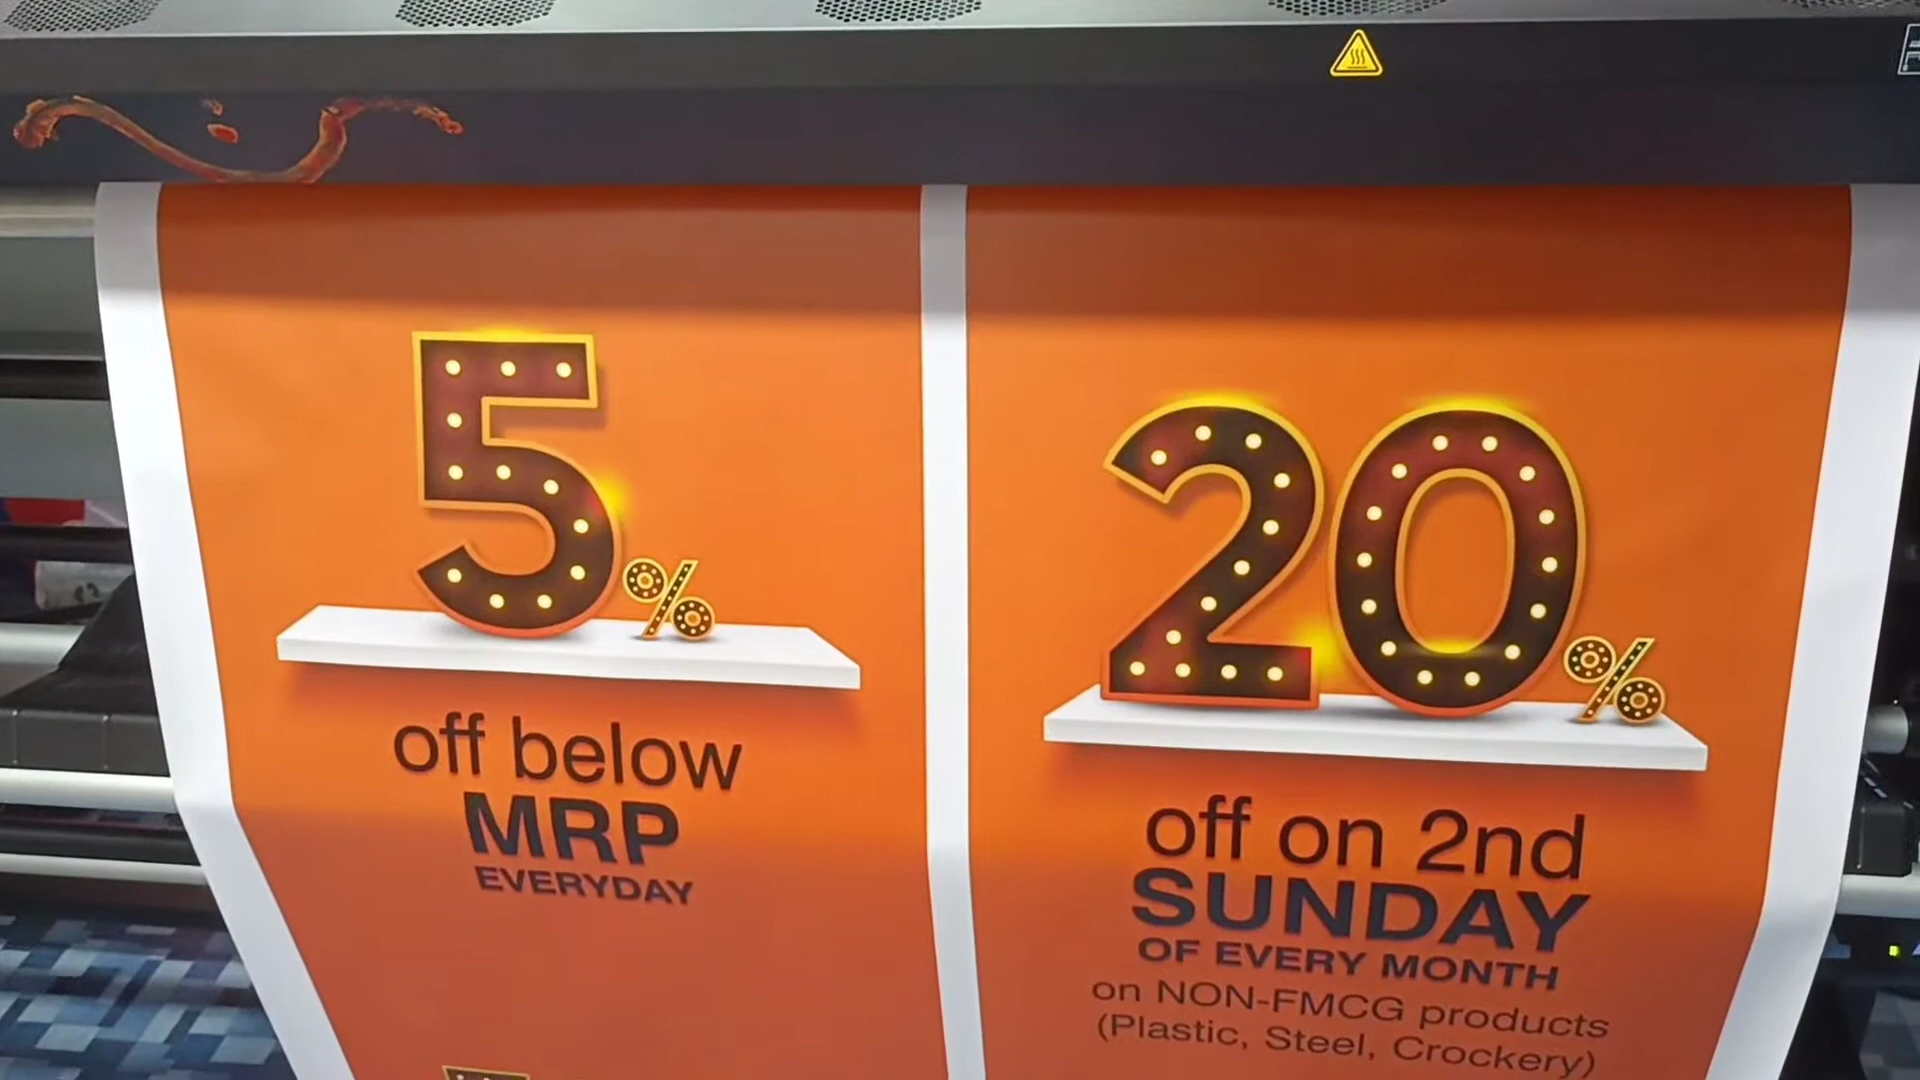 5%
off below
MRP
EVERYDAY
20%
off on 2nd
SUNDAY
OF EVERY MONTH
on NON-FMCG products
(Plastic, Steel, Crockery)